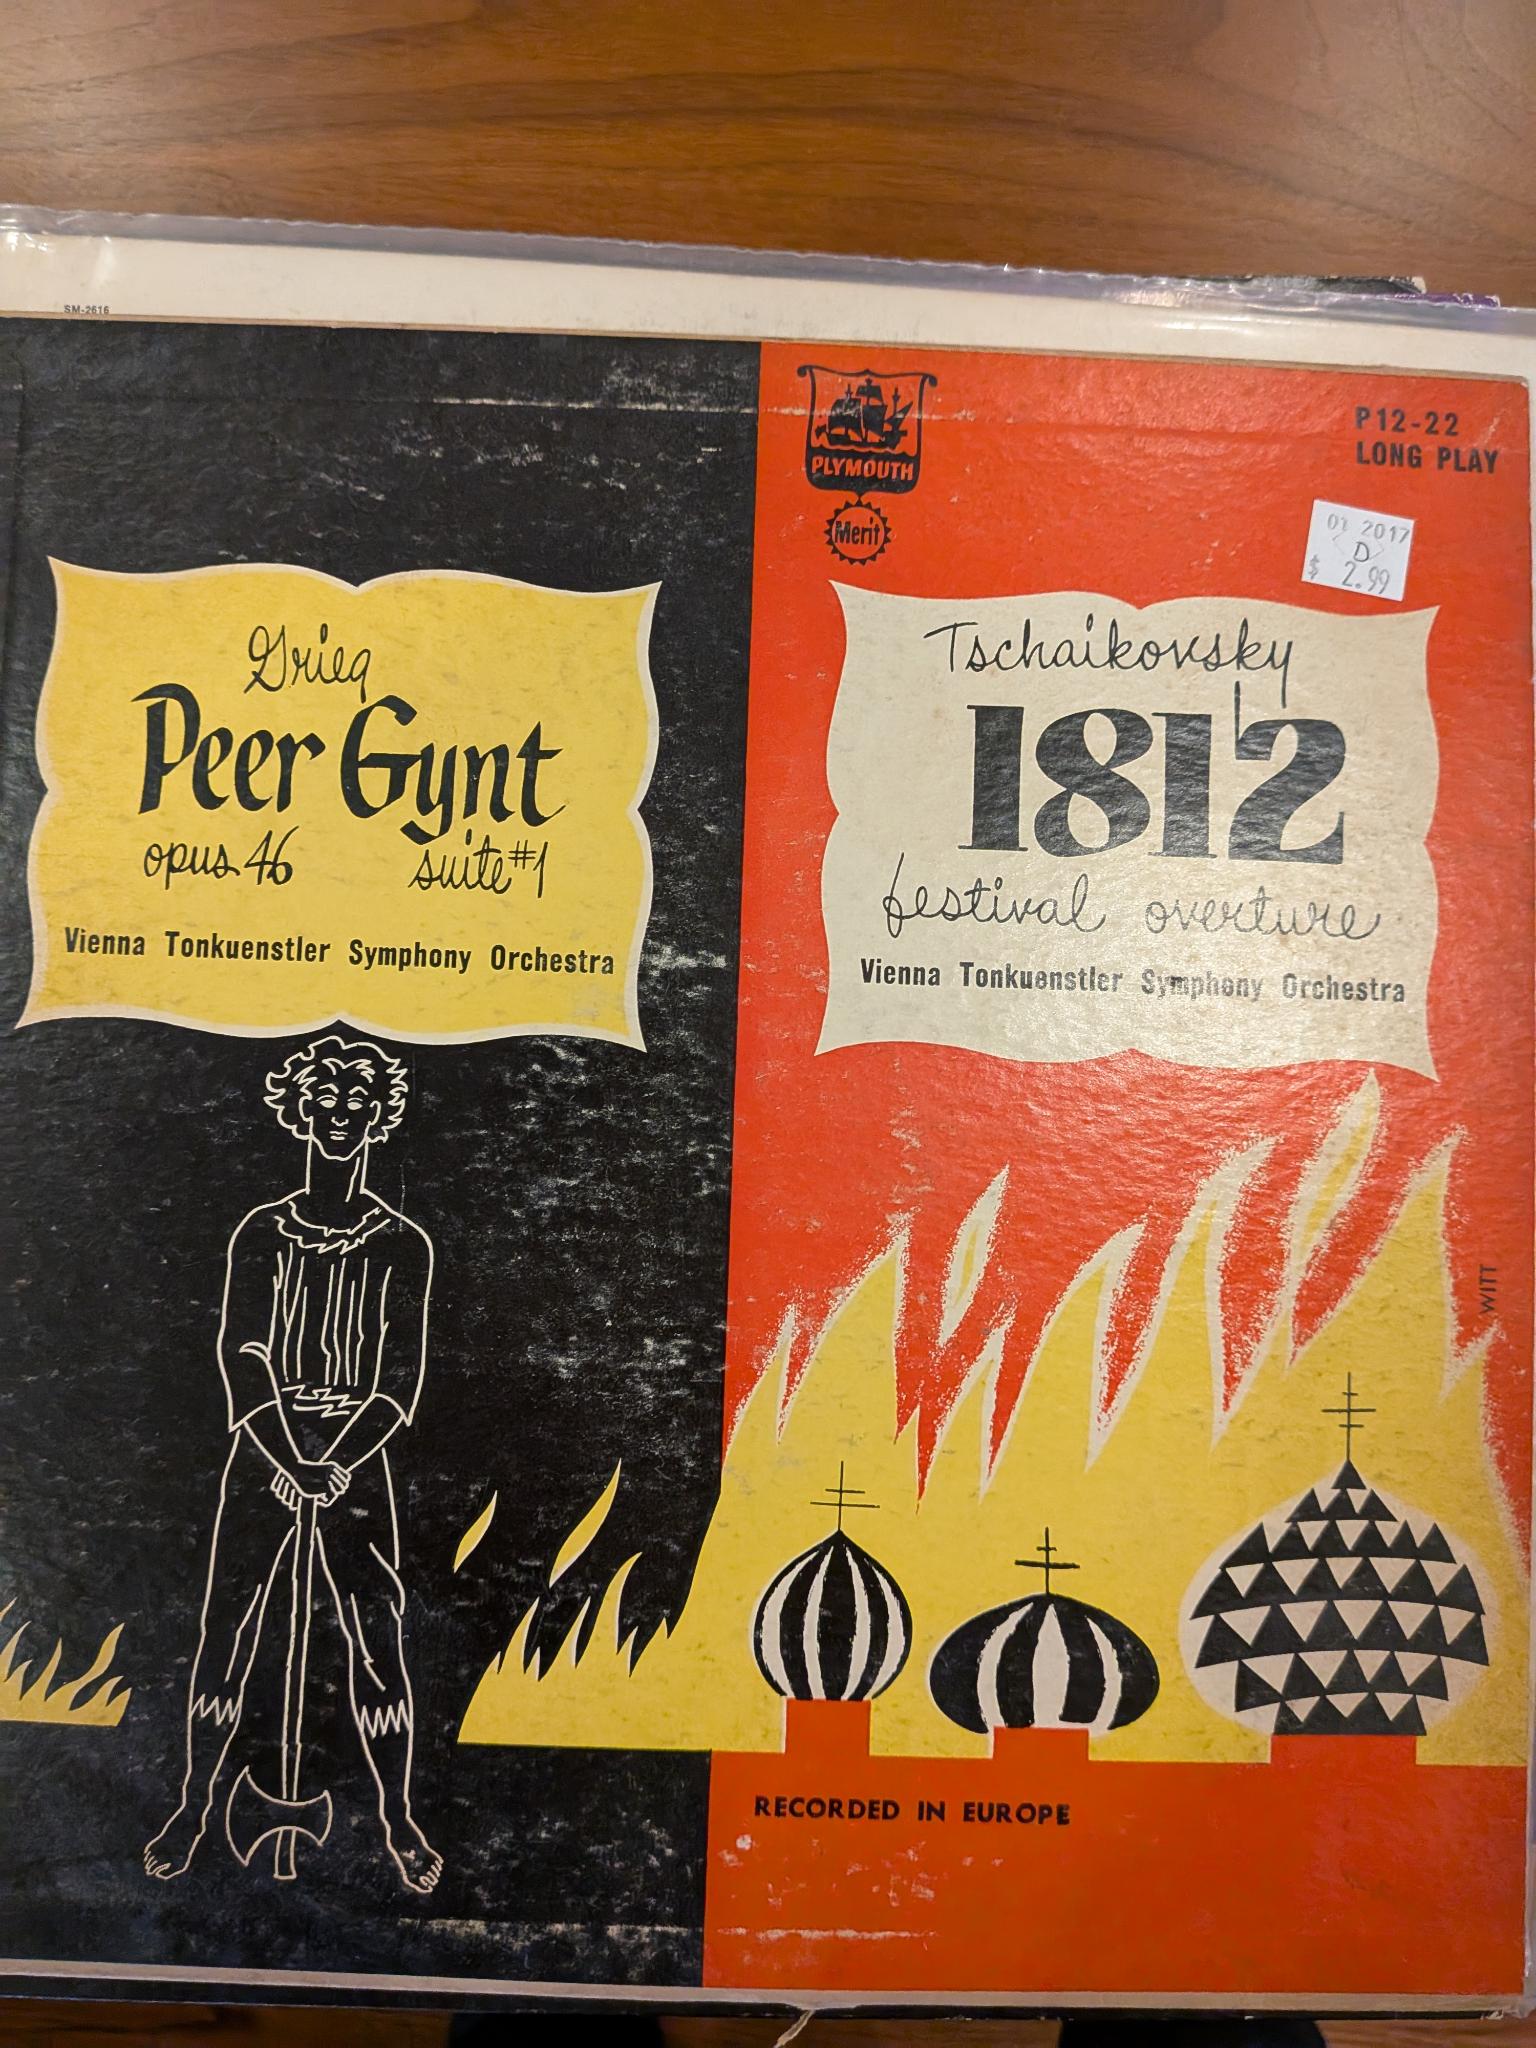 SM-2616
PLYMOUTH
Merit
P12-22
LONG PLAY
01 2017
D
$ 2.99
Grieg
Peer Gynt
opus 46 suite #1
Vienna Tonkuenstler Symphony Orchestra
Tschaikovsky
1812
festival overture
Vienna Tonkuenstler Symphony Orchestra
WITT
RECORDED IN EUROPE